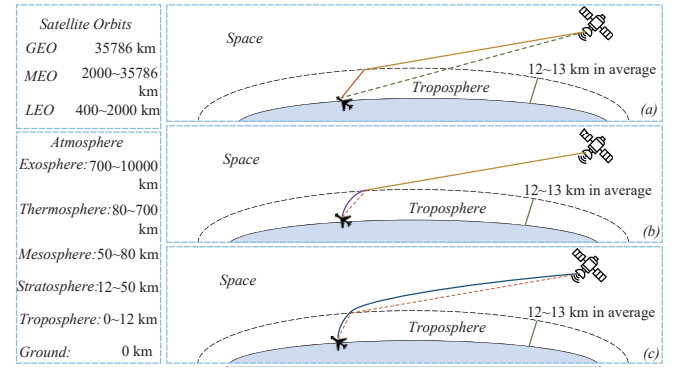 Satellite Orbits
GEO 35786 km
MEO 2000~35786
km
LEO 400~2000 km
Atmosphere
Exosphere:700~10000
km
Thermosphere:80~700
km
Mesosphere:50~80 km
Stratosphere:12~50 km
Troposphere: 0~12 km
Ground: 0 km
Space
12~13 km in average
Troposphere
(a)
Space
12~13 km in average
Troposphere
(b)
Space
12~13 km in average
Troposphere
(c)